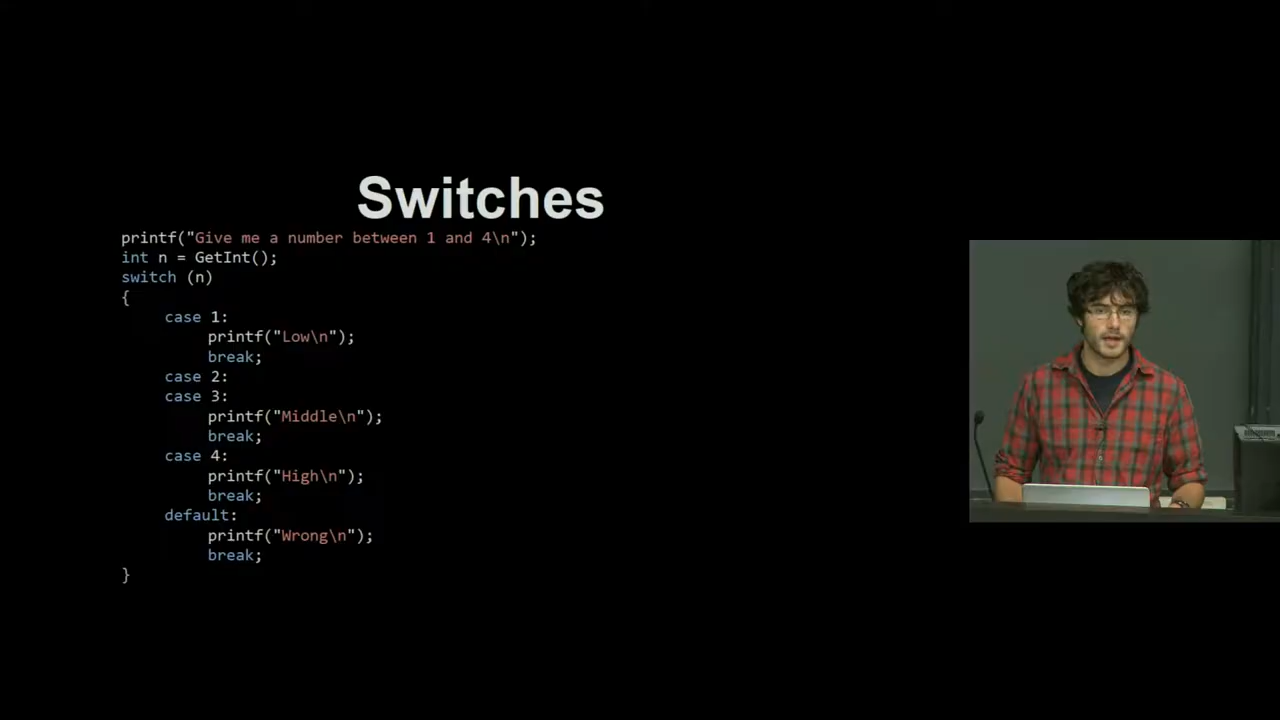 Switches
printf("Give me a number between 1 and 4\n");
int n = GetInt();
switch (n)
{
    case 1:
        printf("Low\n");
        break;
    case 2:
    case 3:
        printf("Middle\n");
        break;
    case 4:
        printf("High\n");
        break;
    default:
        printf("Wrong\n");
        break;
}